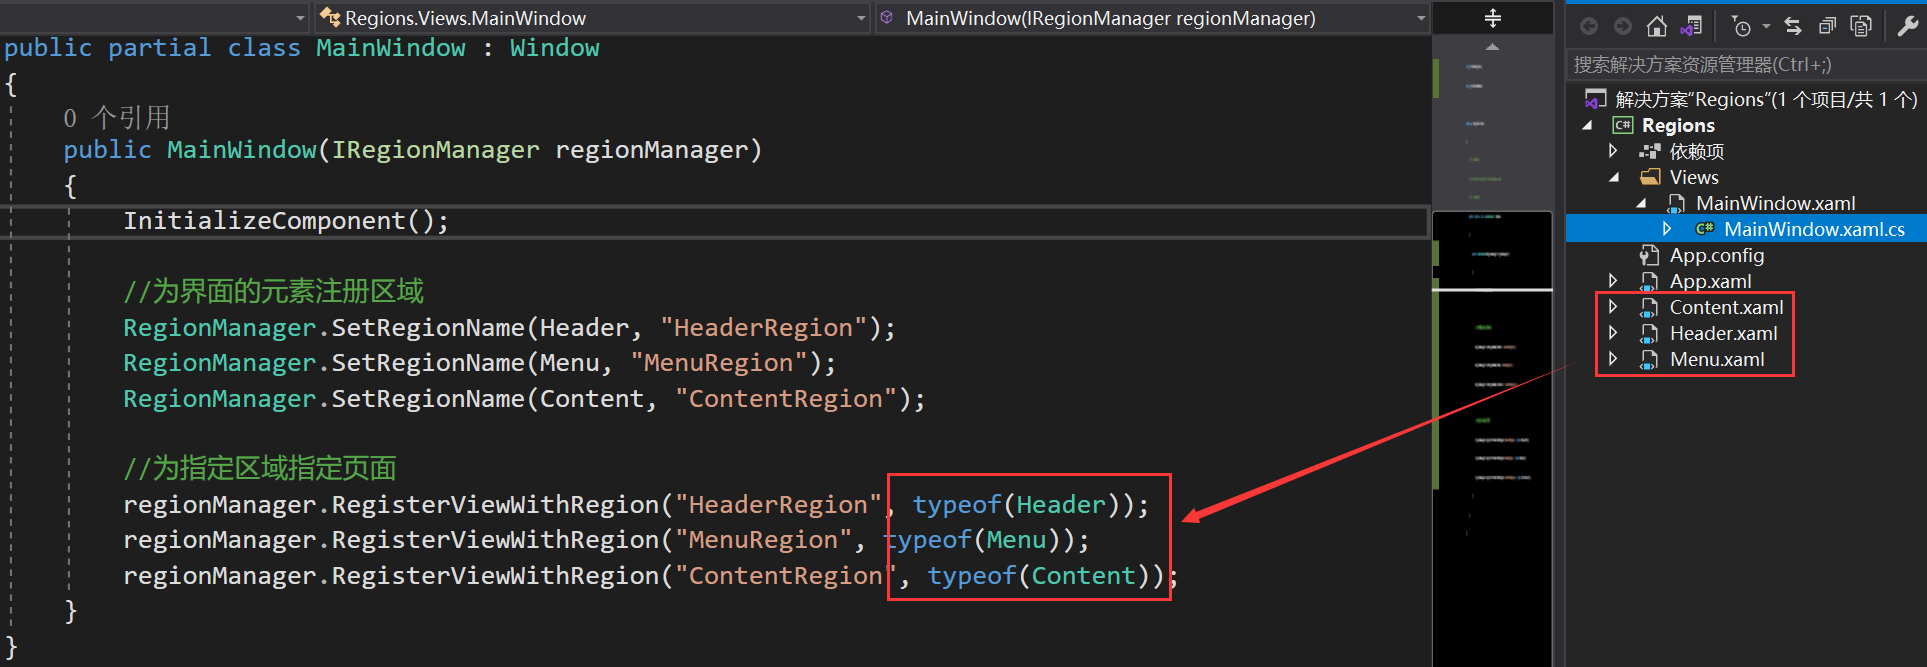 Regions.Views.MainWindow
MainWindow(IRegionManager regionManager)
public partial class MainWindow : Window
{
0 个引用
public MainWindow(IRegionManager regionManager)
{
InitializeComponent();
//为界面的元素注册区域
RegionManager.SetRegionName(Header, "HeaderRegion");
RegionManager.SetRegionName(Menu, "MenuRegion");
RegionManager.SetRegionName(Content, "ContentRegion");
//为指定区域指定页面
regionManager.RegisterViewWithRegion("HeaderRegion", typeof(Header));
regionManager.RegisterViewWithRegion("MenuRegion", typeof(Menu));
regionManager.RegisterViewWithRegion("ContentRegion", typeof(Content));
}
}
搜索解决方案资源管理器(Ctrl+;)
解决方案"Regions"(1 个项目/共 1 个)
C# Regions
依赖项
Views
MainWindow.xaml
C# MainWindow.xaml.cs
App.config
App.xaml
Content.xaml
Header.xaml
Menu.xaml